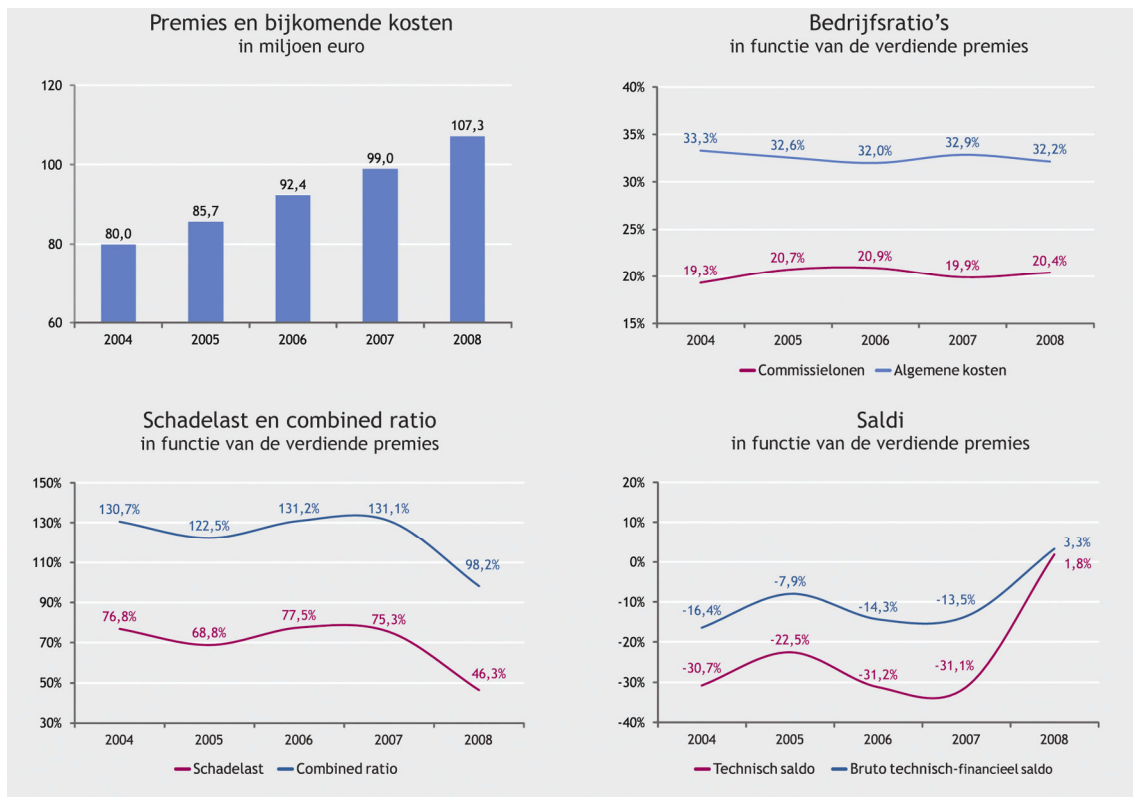 Premies en bijkomende kosten
in miljoen euro
120
100
80
60
80,0
85,7
92,4
99,0
107,3
2004 2005 2006 2007 2008
Bedrijfsratio's
in functie van de verdiende premies
40%
35%
30%
25%
20%
15%
33,3% 32,6% 32,0% 32,9% 32,2%
19,3% 20,7% 20,9% 19,9% 20,4%
2004 2005 2006 2007 2008
Commissielonen Algemene kosten
Schadelast en combined ratio
in functie van de verdiende premies
150%
130%
110%
90%
70%
50%
30%
130,7% 122,5% 131,2% 131,1% 98,2%
76,8% 68,8% 77,5% 75,3% 46,3%
2004 2005 2006 2007 2008
Schadelast Combined ratio
Saldi
in functie van de verdiende premies
20%
10%
0%
-10%
-20%
-30%
-40%
-16,4% -7,9% -14,3% -13,5% 3,3%
-30,7% -22,5% -31,2% -31,1% 1,8%
2004 2005 2006 2007 2008
Technisch saldo Bruto technisch-financieel saldo